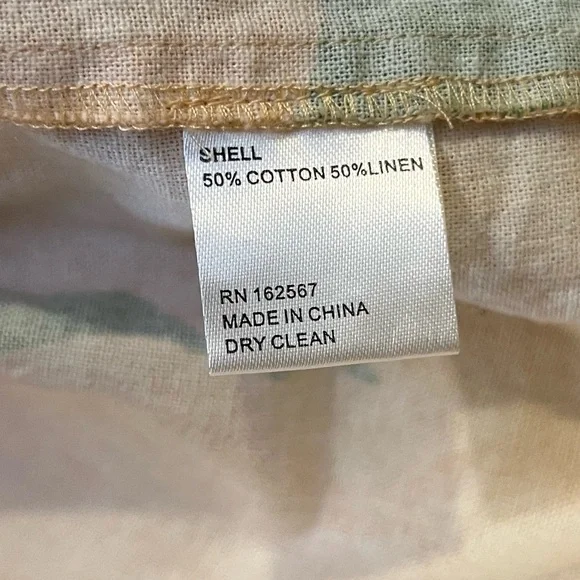 SHELL
50% COTTON 50%LINEN
RN 162567
MADE IN CHINA
DRY CLEAN